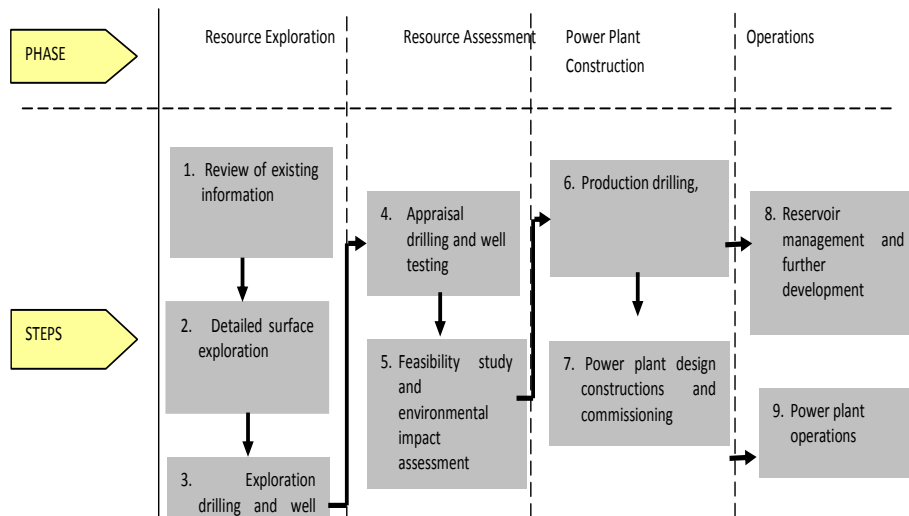 PHASE
Resource Exploration
Resource Assessment
Power Plant
Construction
Operations
STEPS
1. Review of existing
information
2. Detailed surface
exploration
3. Exploration
drilling and well
4. Appraisal
drilling and well
testing
5. Feasibility study
and
environmental
impact
assessment
6. Production drilling,
7. Power plant design
constructions and
commissioning
8. Reservoir
management and
further
development
9. Power plant
operations